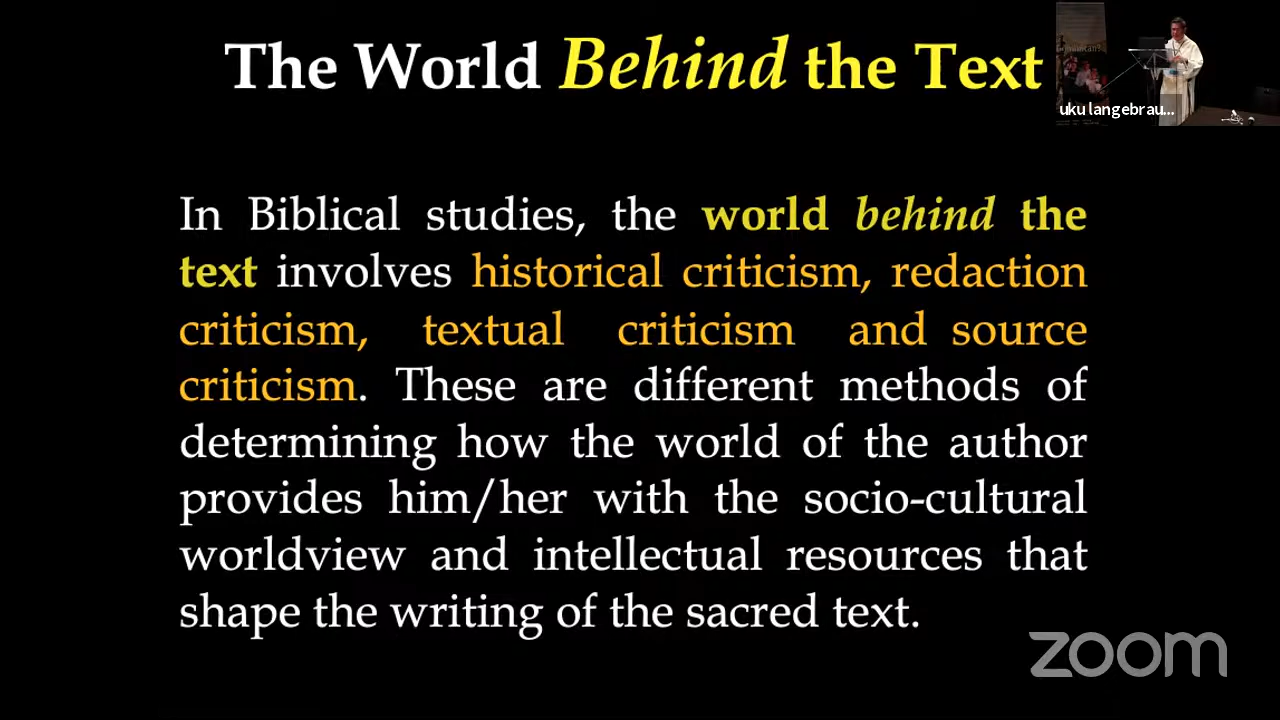 The World Behind the Text
uku langebrau...
In Biblical studies, the world behind the
text involves historical criticism, redaction
criticism, textual criticism and source
criticism. These are different methods of
determining how the world of the author
provides him/her with the socio-cultural
worldview and intellectual resources that
shape the writing of the sacred text.
zoom